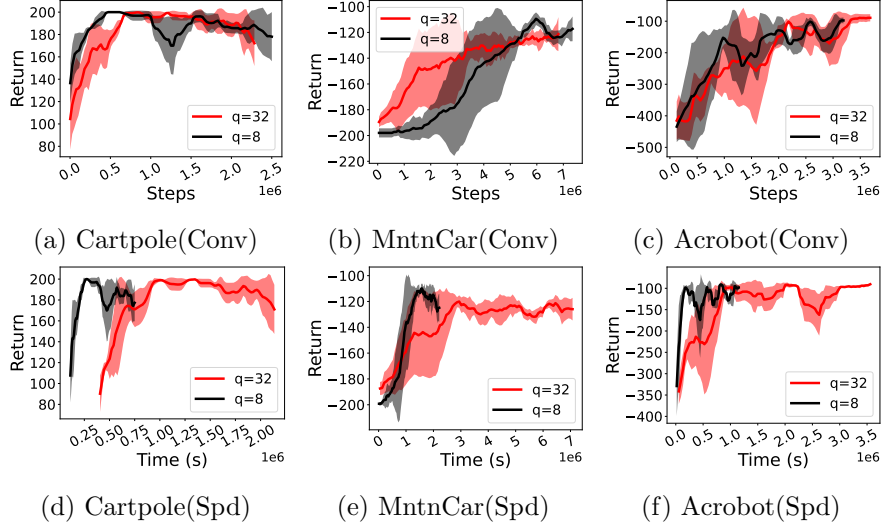 200
180
160
140
120
100
80
Return
q=32
q=8
0.0
0.5
1.0
1.5
2.0
2.5
Steps
1e6
(a) Cartpole(Conv)
−100
−120
−140
−160
−180
−200
−220
Return
q=32
q=8
0
1
2
3
4
5
6
7
Steps
1e6
(b) MntnCar(Conv)
−100
−200
−300
−400
−500
Return
q=32
q=8
0.0
0.5
1.0
1.5
2.0
2.5
3.0
3.5
Steps
1e6
(c) Acrobot(Conv)
200
180
160
140
120
100
80
Return
q=32
q=8
0.25
0.50
0.75
1.00
1.25
1.50
1.75
2.00
Time (s)
1e6
(d) Cartpole(Spd)
−100
−120
−140
−160
−180
−200
Return
q=32
q=8
0
1
2
3
4
5
6
7
Time (s)
1e6
(e) MntnCar(Spd)
−100
−150
−200
−250
−300
−350
−400
Return
q=32
q=8
0.0
0.5
1.0
1.5
2.0
2.5
3.0
3.5
Time (s)
1e6
(f) Acrobot(Spd)